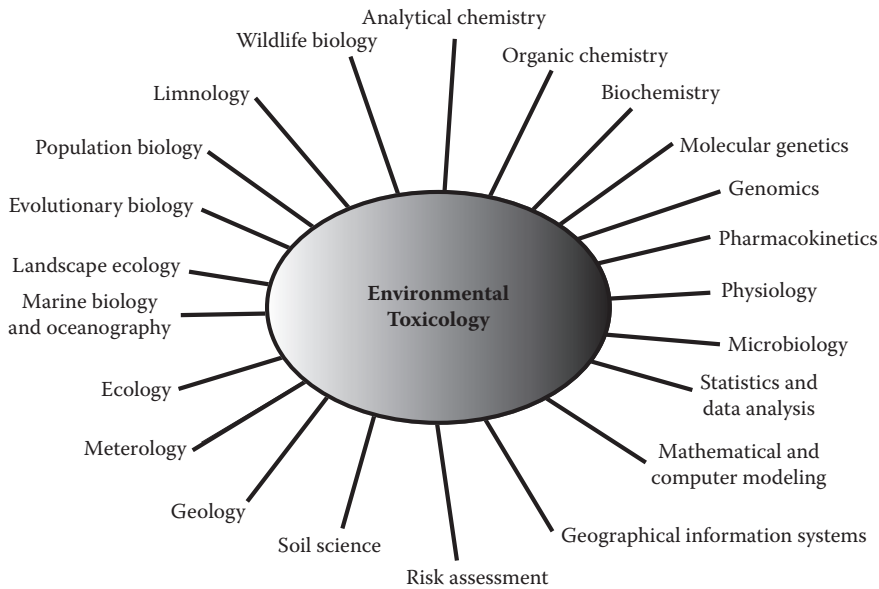 Analytical chemistry
Wildlife biology
Organic chemistry
Limnology
Biochemistry
Population biology
Molecular genetics
Genomics
Evolutionary biology
Pharmacokinetics
Landscape ecology
Physiology
Marine biology
and oceanography
Environmental
Toxicology
Microbiology
Ecology
Statistics and
data analysis
Meterology
Mathematical and
computer modeling
Geology
Soil science
Geographical information systems
Risk assessment